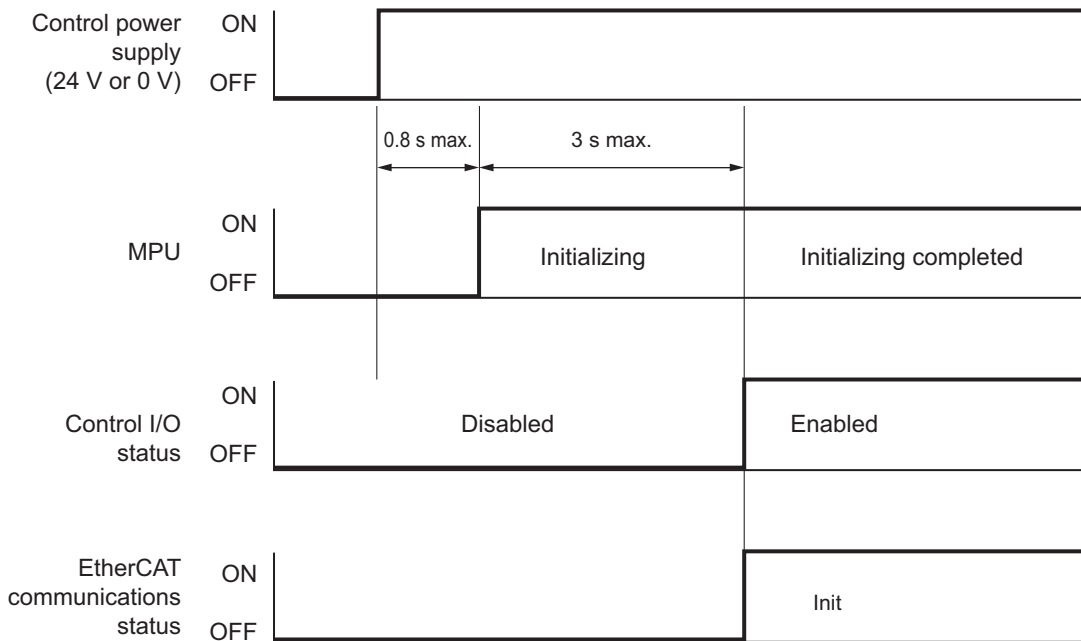 Control power
supply
(24 V or 0 V)
ON
OFF
0.8 s max.
3 s max.
MPU
ON
OFF
Initializing
Initializing completed
Control I/O
status
ON
OFF
Disabled
Enabled
EtherCAT
communications
status
ON
OFF
Init